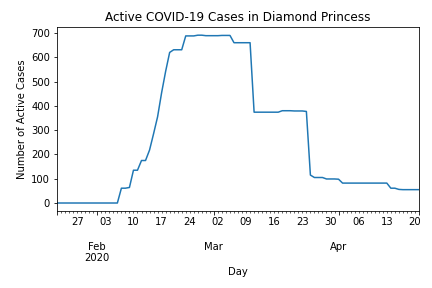 Active COVID-19 Cases in Diamond Princess
700
600
500
400
300
200
100
0
Number of Active Cases
27 03 10 17 24 02 09 16 23 30 06 13 20
Feb Mar Apr
2020
Day